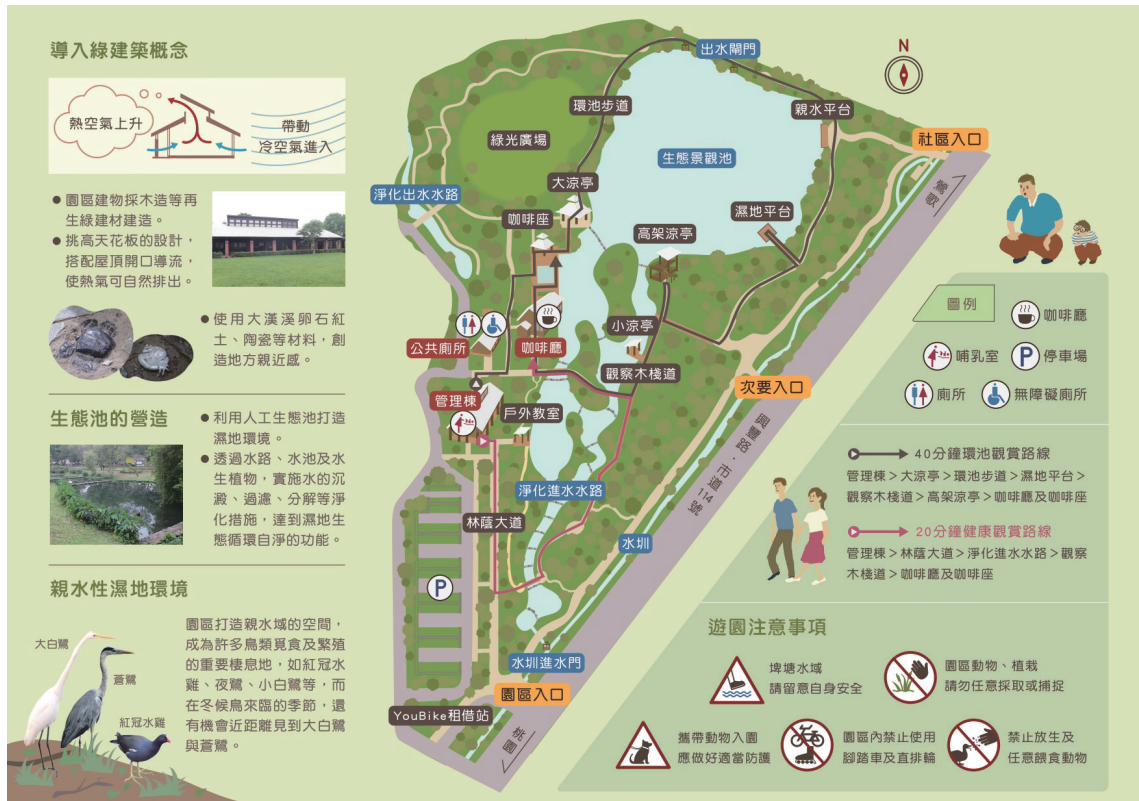 導入綠建築概念
熱空氣上升
帶動
冷空氣進入
●園區建物採木造等再
生綠建材建造。
●挑高天花板的設計，
搭配屋頂開口導流，
使熱氣可自然排出。
●使用大漢溪卵石紅
土、陶瓷等材料，創
造地方親近感。
生態池的營造
●利用人工生態池打造
濕地環境。
●透過水路、水池及水
生植物，實施水的沉
澱、過濾、分解等淨
化措施，達到濕地生
態循環自淨的功能。
親水性濕地環境
大白鷺
蒼鷺
紅冠水雞
園區打造親水域的空間，
成為許多鳥類覓食及繁殖
的重要棲息地，如紅冠水
雞、夜鷺、小白鷺等，而
在冬候鳥來臨的季節，還
有機會近距離見到大白鷺
與蒼鷺。
出水閘門
N
環池步道
親水平台
綠光廣場
社區入口
生態景觀池
大涼亭
淨化出水水路
鶯歌
咖啡座
濕地平台
高架涼亭
小涼亭
公共廁所
咖啡廳
觀察木棧道
次要入口
管理棟
戶外教室
興豐路．市道114號
淨化進水水路
林蔭大道
水圳
P
水圳進水門
園區入口
YouBike租借站
桃園
圖例
咖啡廳
哺乳室
P
停車場
廁所
無障礙廁所
40分鐘環池觀賞路線
管理棟>大涼亭>環池步道>濕地平台>
觀察木棧道>高架涼亭>咖啡廳及咖啡座
20分鐘健康觀賞路線
管理棟>林蔭大道>淨化進水水路>觀察
木棧道>咖啡廳及咖啡座
遊園注意事項
埤塘水域
請留意自身安全
園區動物、植栽
請勿任意採取或捕捉
攜帶動物入園
應做好適當防護
園區內禁止使用
腳踏車及直排輪
禁止放生及
任意餵食動物